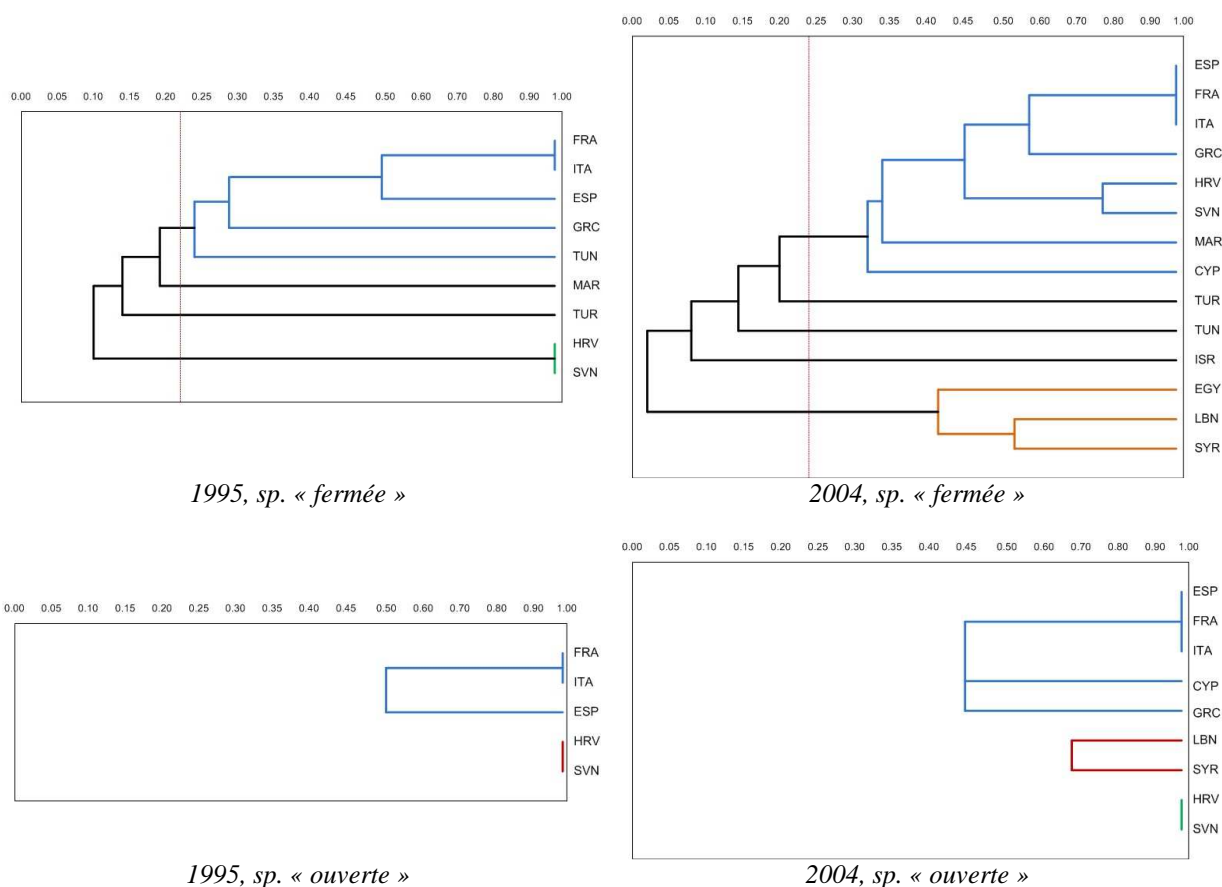 0.00 0.05 0.10 0.15 0.20 0.25 0.30 0.35 0.40 0.45 0.50 0.60 0.70 0.80 0.90 1.00
FRA
ITA
ESP
GRC
TUN
MAR
TUR
HRV
SVN
1995, sp. « fermée »
0.00 0.05 0.10 0.15 0.20 0.25 0.30 0.35 0.40 0.45 0.60 0.70 0.80 0.90 1.00
ESP
FRA
ITA
GRC
HRV
SVN
MAR
CYP
TUR
TUN
ISR
EGY
LBN
SYR
2004, sp. « fermée »
0.00 0.05 0.10 0.15 0.20 0.25 0.30 0.35 0.40 0.45 0.50 0.60 0.70 0.80 0.90 1.00
FRA
ITA
ESP
HRV
SVN
1995, sp. « ouverte »
0.00 0.05 0.10 0.15 0.20 0.25 0.30 0.35 0.40 0.45 0.60 0.70 0.80 0.90 1.00
ESP
FRA
ITA
CYP
GRC
LBN
SYR
HRV
SVN
2004, sp. « ouverte »